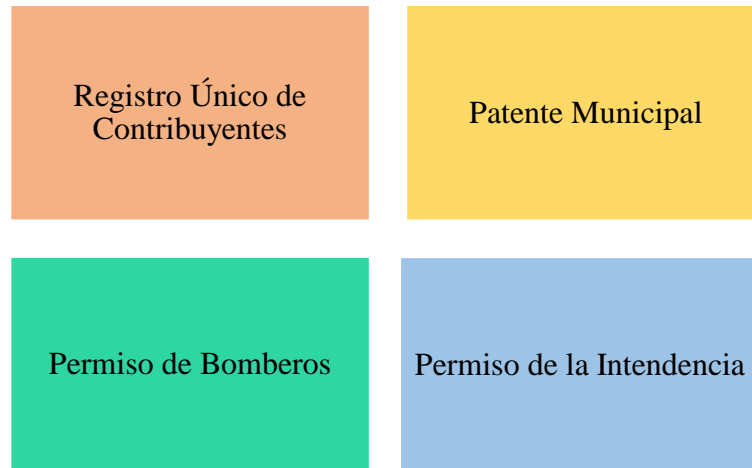 Registro Único de
Contribuyentes
Patente Municipal
Permiso de Bomberos
Permiso de la Intendencia